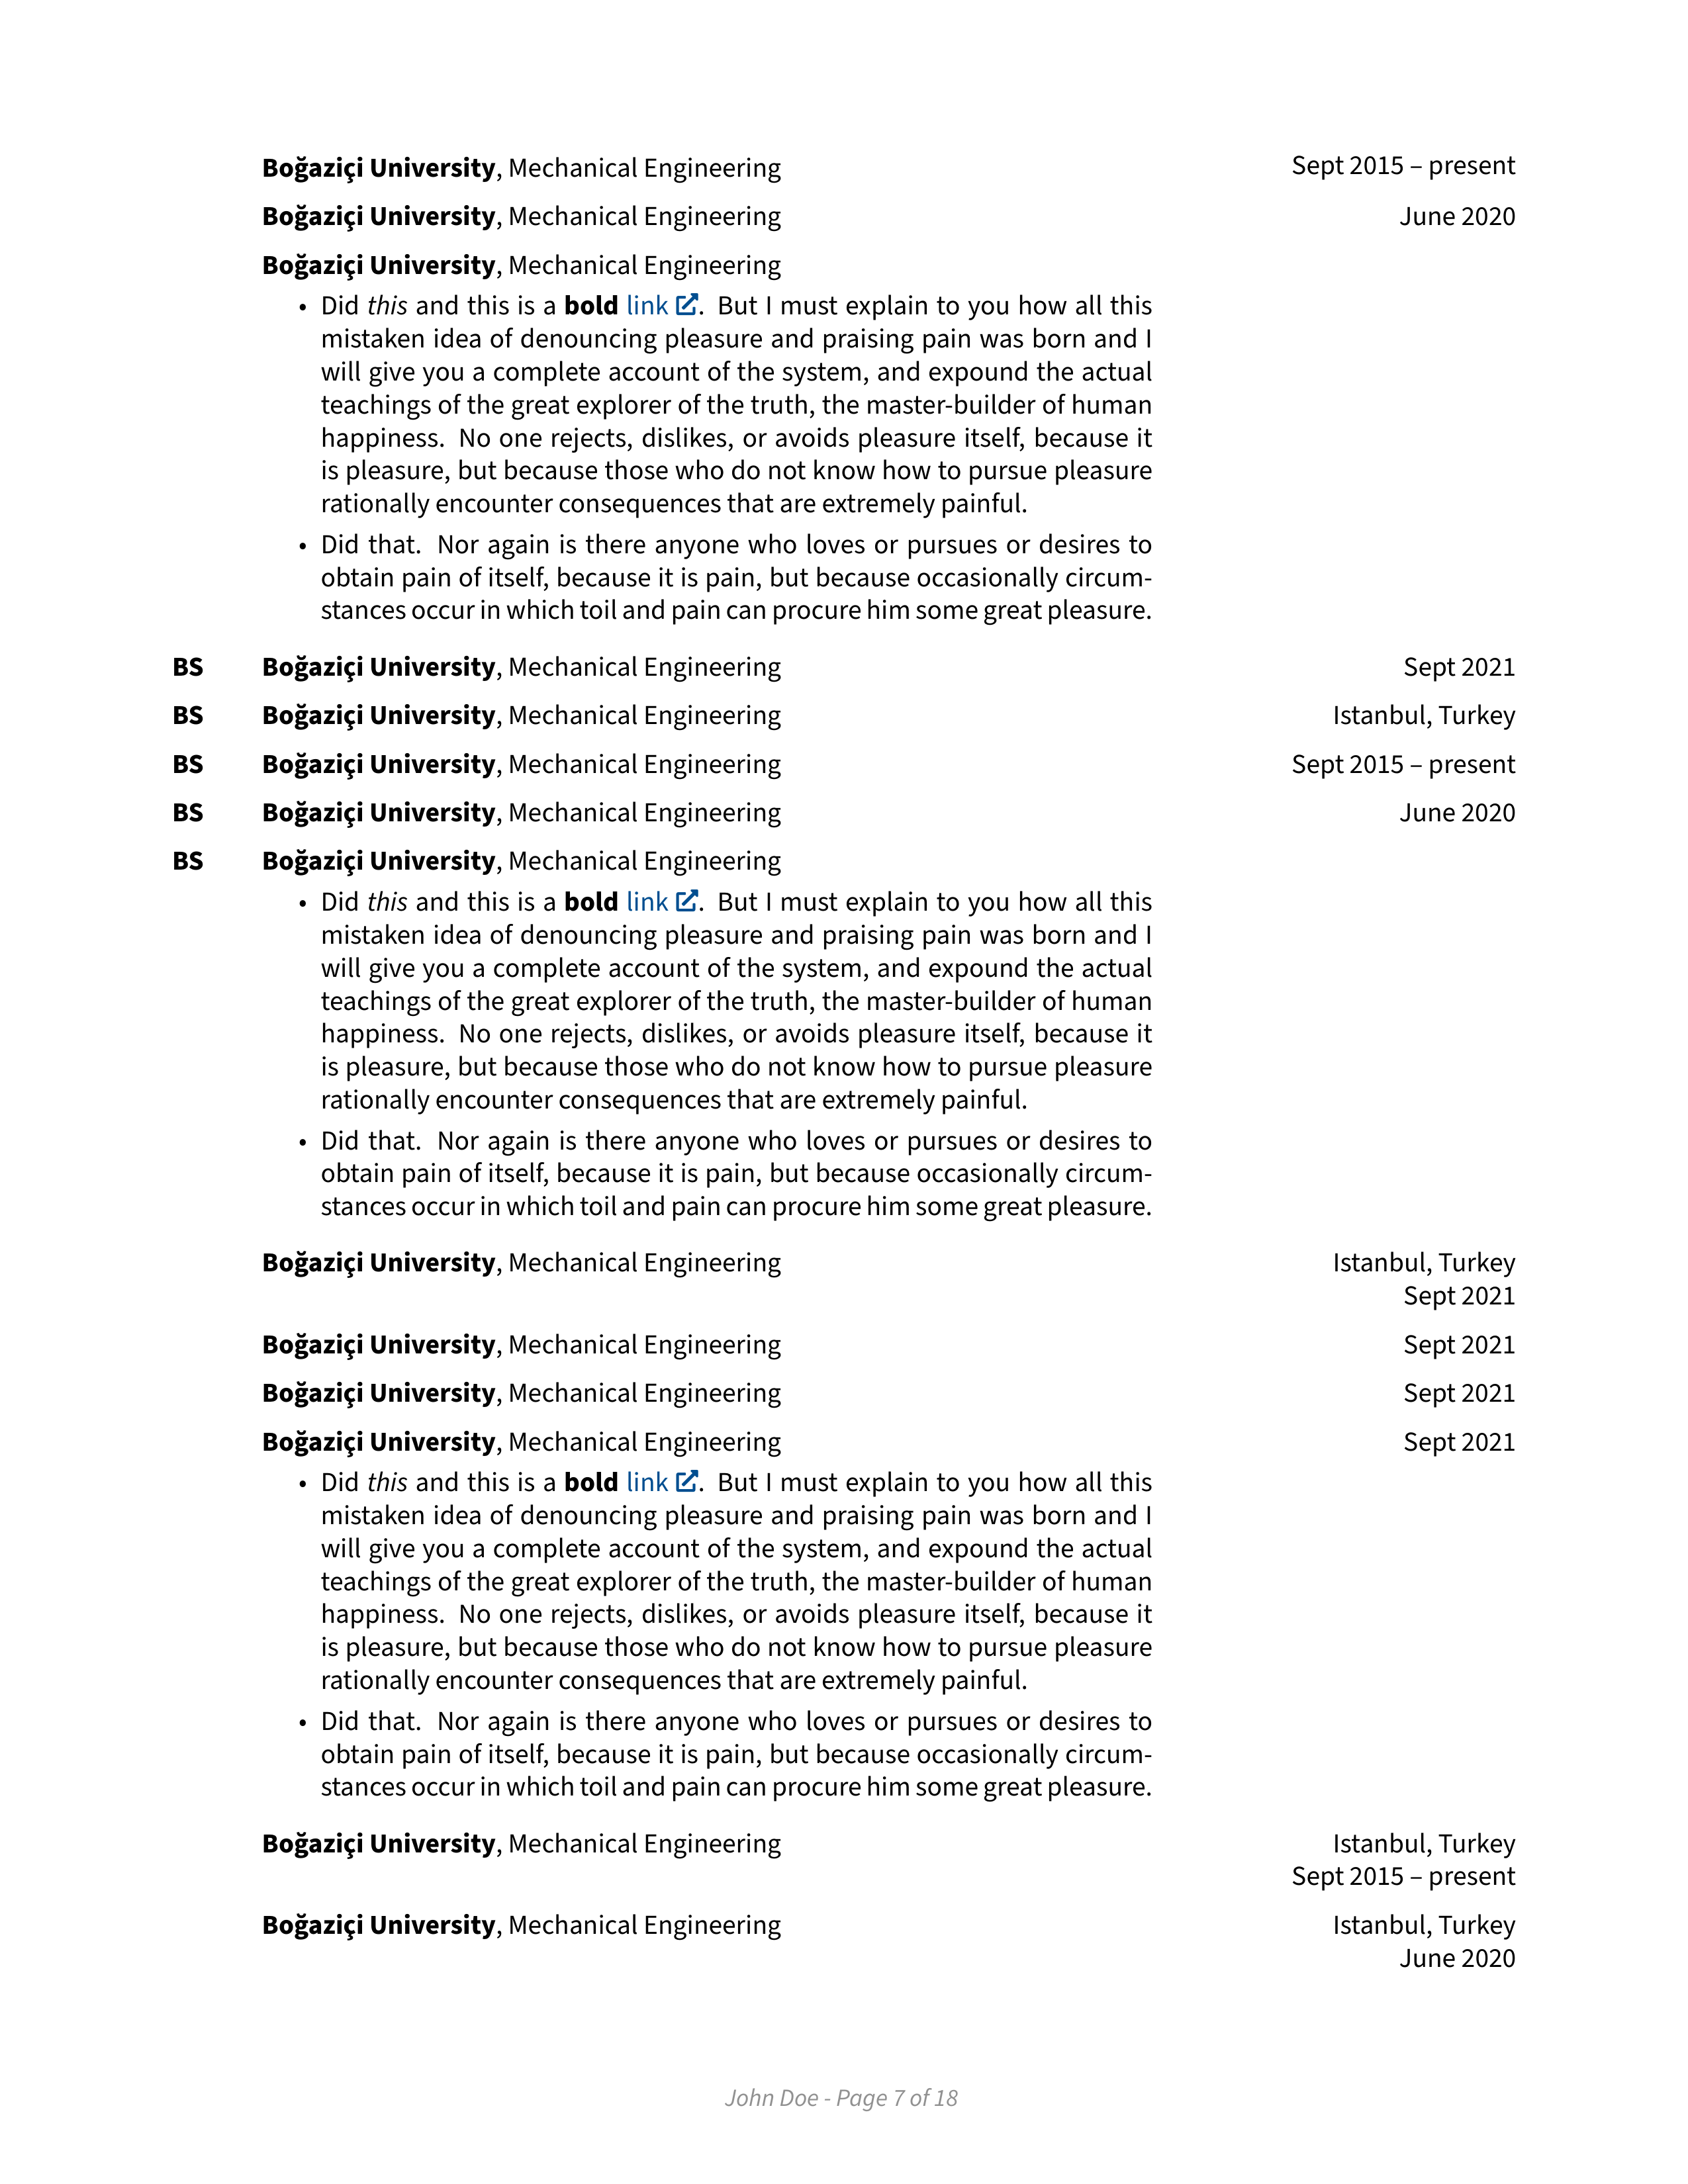 Boğaziçi University, Mechanical Engineering Sept 2015 – present
Boğaziçi University, Mechanical Engineering June 2020
Boğaziçi University, Mechanical Engineering
• Did this and this is a bold link. But I must explain to you how all this
mistaken idea of denouncing pleasure and praising pain was born and I
will give you a complete account of the system, and expound the actual
teachings of the great explorer of the truth, the master-builder of human
happiness. No one rejects, dislikes, or avoids pleasure itself, because it
is pleasure, but because those who do not know how to pursue pleasure
rationally encounter consequences that are extremely painful.
• Did that. Nor again is there anyone who loves or pursues or desires to
obtain pain of itself, because it is pain, but because occasionally circum-
stances occur in which toil and pain can procure him some great pleasure.
BS Boğaziçi University, Mechanical Engineering Sept 2021
BS Boğaziçi University, Mechanical Engineering Istanbul, Turkey
BS Boğaziçi University, Mechanical Engineering Sept 2015 – present
BS Boğaziçi University, Mechanical Engineering June 2020
BS Boğaziçi University, Mechanical Engineering
• Did this and this is a bold link. But I must explain to you how all this
mistaken idea of denouncing pleasure and praising pain was born and I
will give you a complete account of the system, and expound the actual
teachings of the great explorer of the truth, the master-builder of human
happiness. No one rejects, dislikes, or avoids pleasure itself, because it
is pleasure, but because those who do not know how to pursue pleasure
rationally encounter consequences that are extremely painful.
• Did that. Nor again is there anyone who loves or pursues or desires to
obtain pain of itself, because it is pain, but because occasionally circum-
stances occur in which toil and pain can procure him some great pleasure.
Boğaziçi University, Mechanical Engineering Istanbul, Turkey
Sept 2021
Boğaziçi University, Mechanical Engineering Sept 2021
Boğaziçi University, Mechanical Engineering Sept 2021
Boğaziçi University, Mechanical Engineering Sept 2021
• Did this and this is a bold link. But I must explain to you how all this
mistaken idea of denouncing pleasure and praising pain was born and I
will give you a complete account of the system, and expound the actual
teachings of the great explorer of the truth, the master-builder of human
happiness. No one rejects, dislikes, or avoids pleasure itself, because it
is pleasure, but because those who do not know how to pursue pleasure
rationally encounter consequences that are extremely painful.
• Did that. Nor again is there anyone who loves or pursues or desires to
obtain pain of itself, because it is pain, but because occasionally circum-
stances occur in which toil and pain can procure him some great pleasure.
Boğaziçi University, Mechanical Engineering Istanbul, Turkey
Sept 2015 – present
Boğaziçi University, Mechanical Engineering Istanbul, Turkey
June 2020
John Doe - Page 7 of 18